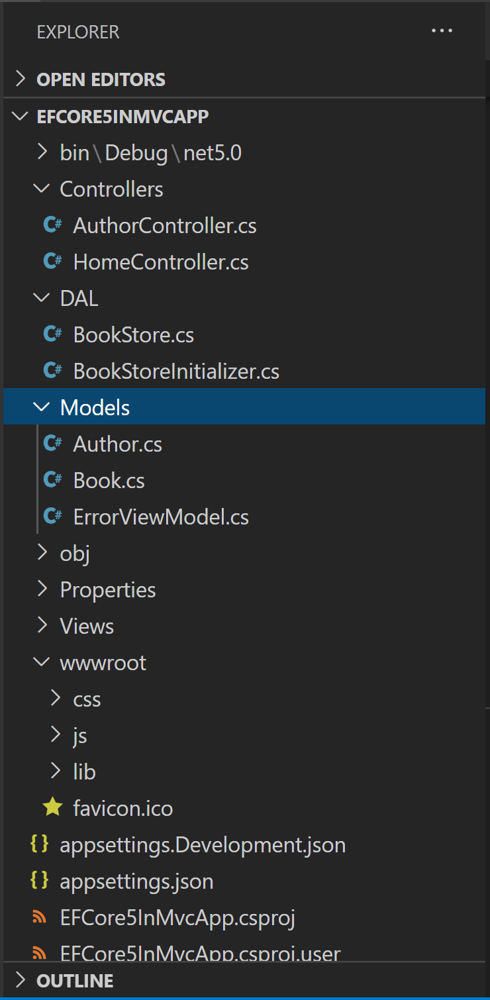 EXPLORER ...
OPEN EDITORS
EFCORE5INMVCAPP
bin\Debug\net5.0
Controllers
C# AuthorController.cs
C# HomeController.cs
DAL
C# BookStore.cs
C# BookStoreInitializer.cs
Models
C# Author.cs
C# Book.cs
C# ErrorViewModel.cs
obj
Properties
Views
wwwroot
css
js
lib
favicon.ico
{} appsettings.Development.json
{} appsettings.json
EFCore5InMvcApp.csproj
EFCore5InMvcApp.csproj.user
OUTLINE